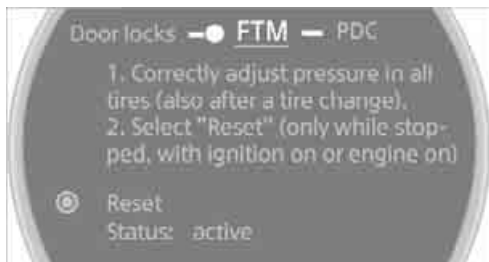 Door locks FTM PDC
1. Correctly adjust pressure in all
tires (also after a tire change).
2. Select "Reset" (only while stop-
ped, with ignition on or engine on)
Reset
Status: active